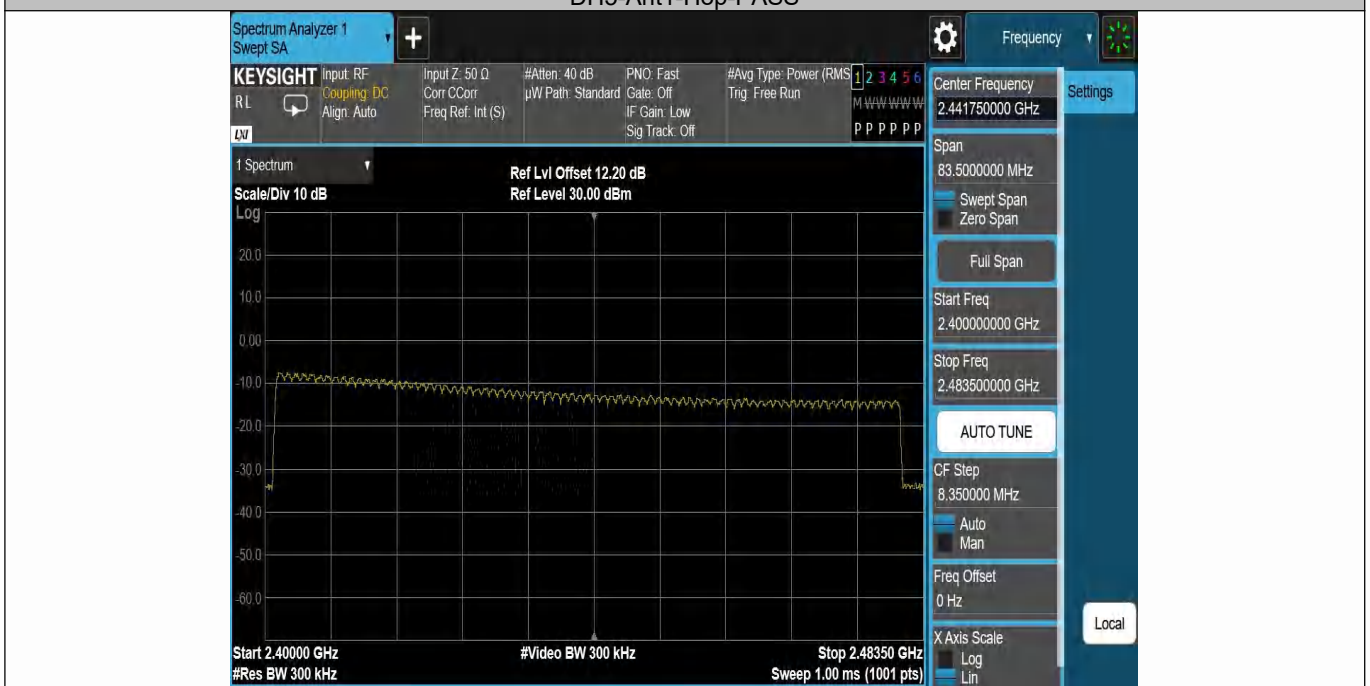 Spectrum Analyzer 1
Swept SA
+
Frequency
KEYSIGHT
RL
LXI
Input: RF
Coupling: DC
Align: Auto
Input Z: 50 Ω
Corr CCorr
Freq Ref: Int (S)
#Atten: 40 dB
µW Path: Standard
PNO: Fast
Gate: Off
IF Gain: Low
Sig Track: Off
#Avg Type: Power (RMS
Trig: Free Run
1 2 3 4 5 6
M W W W W W
P P P P P P
Center Frequency
2.441750000 GHz
Settings
Span
83.5000000 MHz
Swept Span
Zero Span
Full Span
Start Freq
2.400000000 GHz
Stop Freq
2.483500000 GHz
AUTO TUNE
CF Step
8.350000 MHz
Auto
Man
Freq Offset
0 Hz
X Axis Scale
Log
Lin
Local
1 Spectrum
Scale/Div 10 dB
Ref Lvl Offset 12.20 dB
Ref Level 30.00 dBm
Log
20.0
10.0
0.00
-10.0
-20.0
-30.0
-40.0
-50.0
-60.0
Start 2.40000 GHz
#Video BW 300 kHz
Stop 2.48350 GHz
#Res BW 300 kHz
Sweep 1.00 ms (1001 pts)